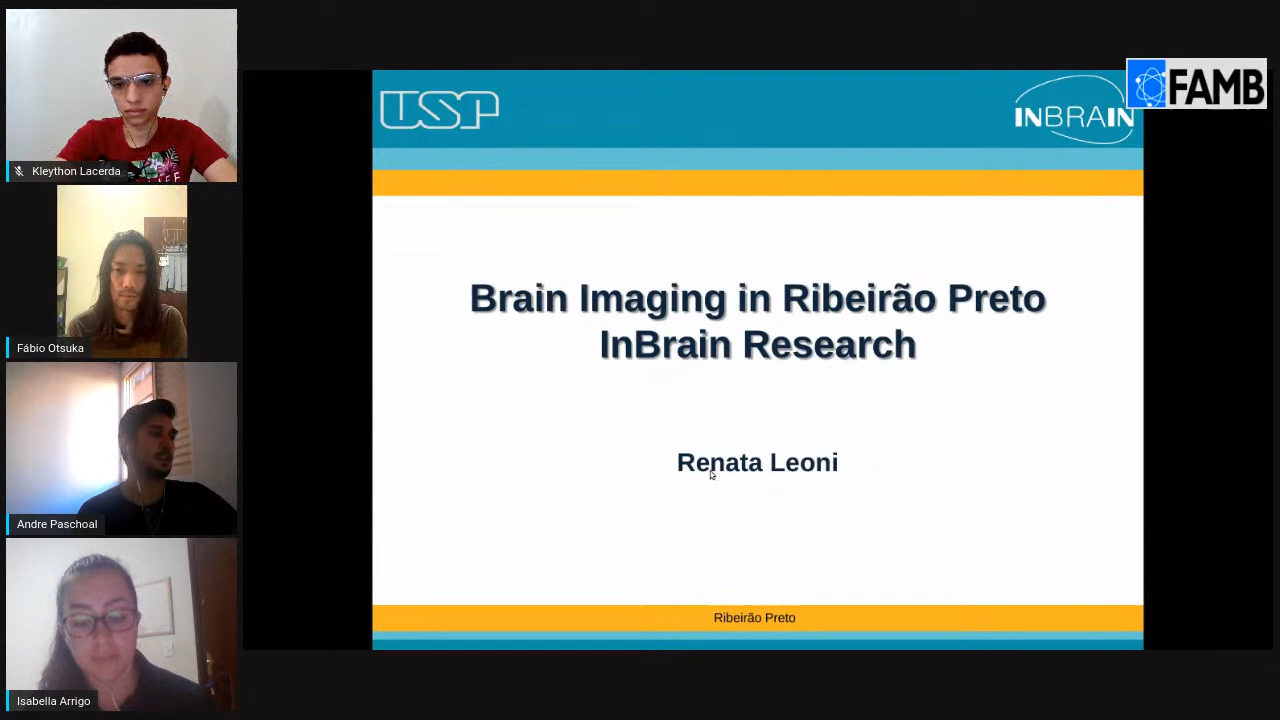 Kleython Lacerda
Fábio Otsuka
Andre Paschoal
Isabella Arrigo
USP
INBRAIN
FAMB
Brain Imaging in Ribeirão Preto
InBrain Research
Renata Leoni
Ribeirão Preto